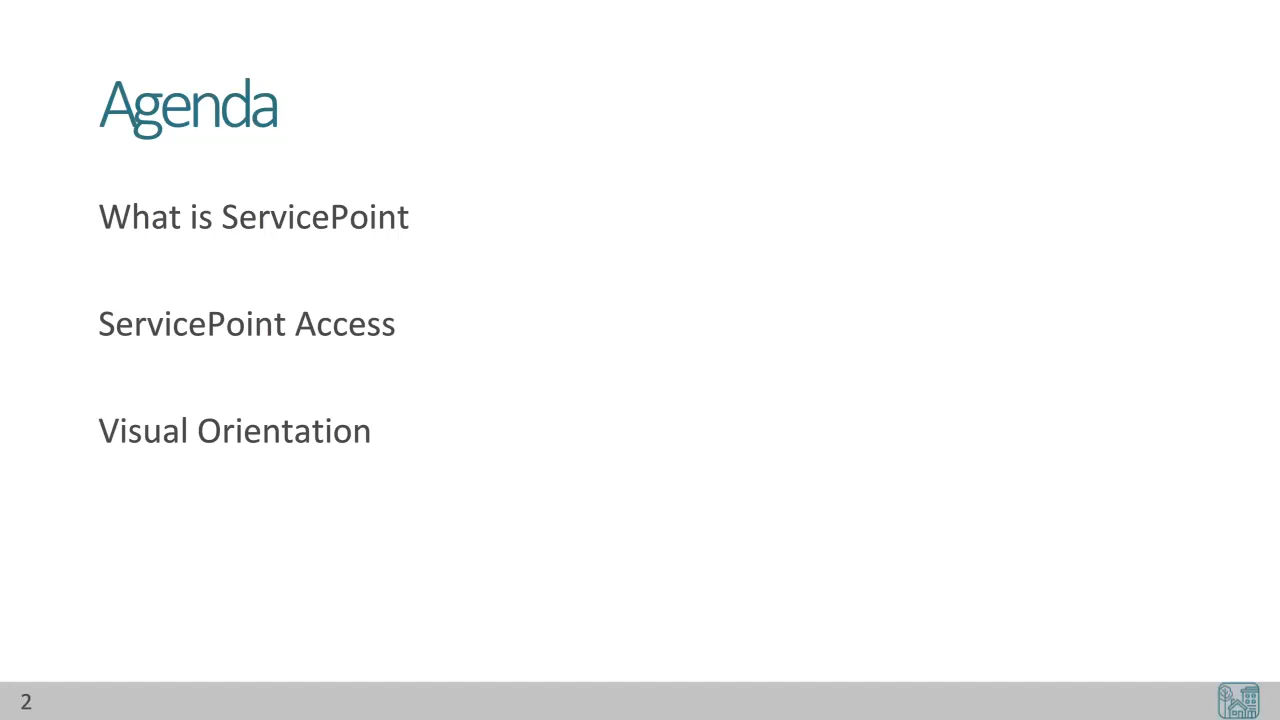 Agenda
What is ServicePoint
ServicePoint Access
Visual Orientation
2